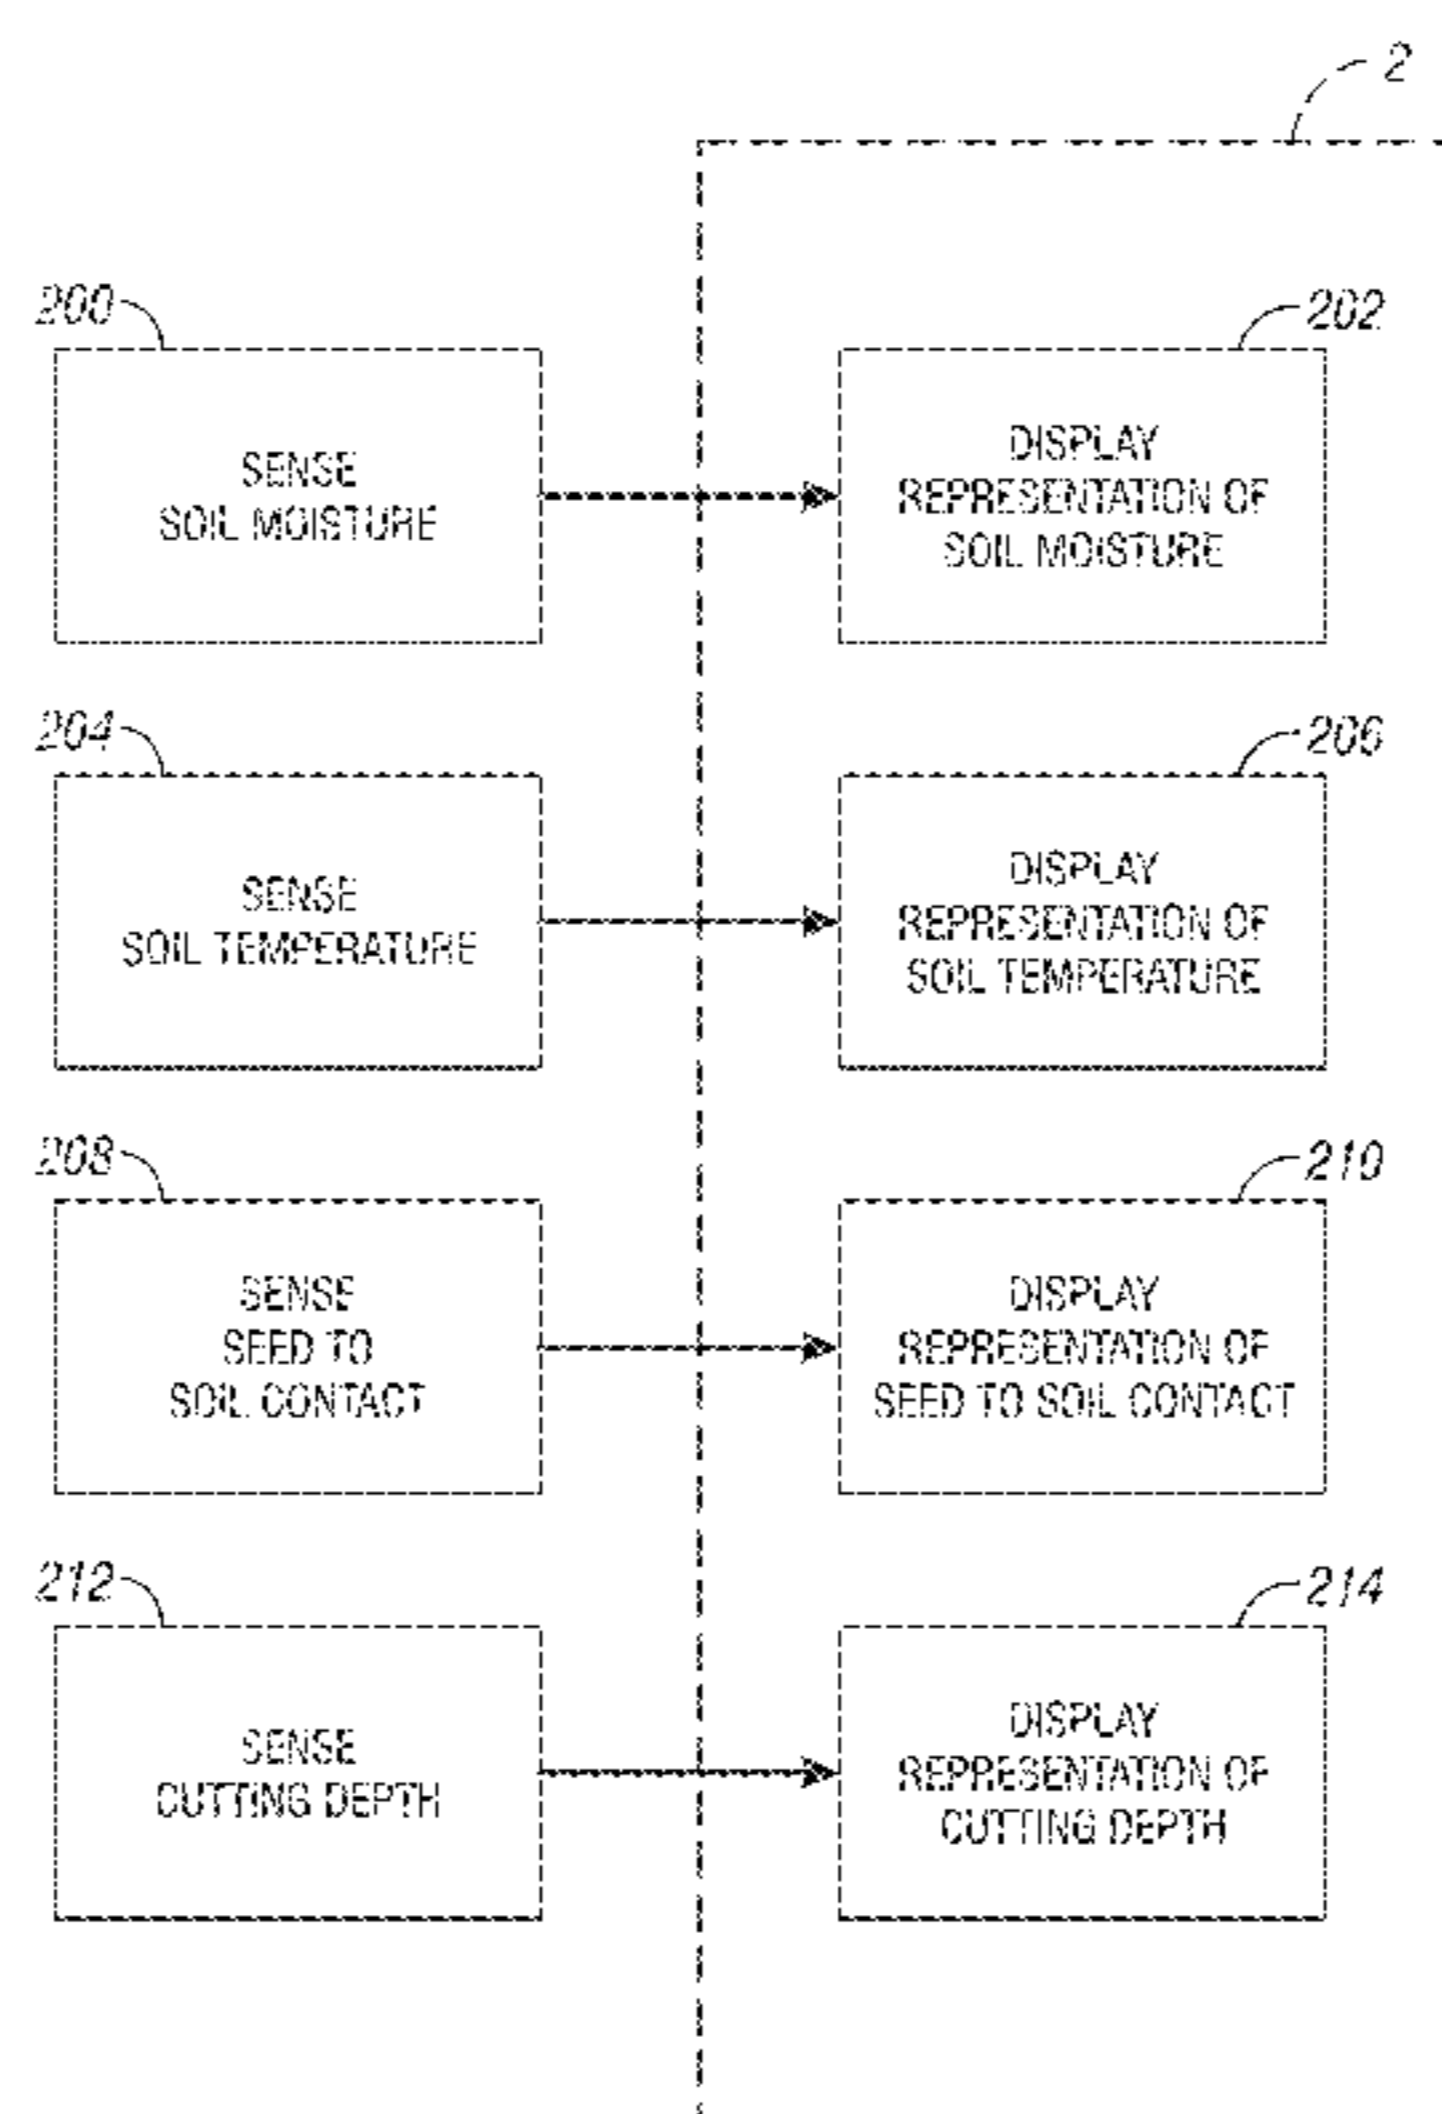 2
200
202
SENSE
SOIL MOISTURE
DISPLAY
REPRESENTATION OF
SOIL MOISTURE
204
206
SENSE
SOIL TEMPERATURE
DISPLAY
REPRESENTATION OF
SOIL TEMPERATURE
208
210
SENSE
SEED TO
SOIL CONTACT
DISPLAY
REPRESENTATION OF
SEED TO SOIL CONTACT
212
214
SENSE
CUTTING DEPTH
DISPLAY
REPRESENTATION OF
CUTTING DEPTH